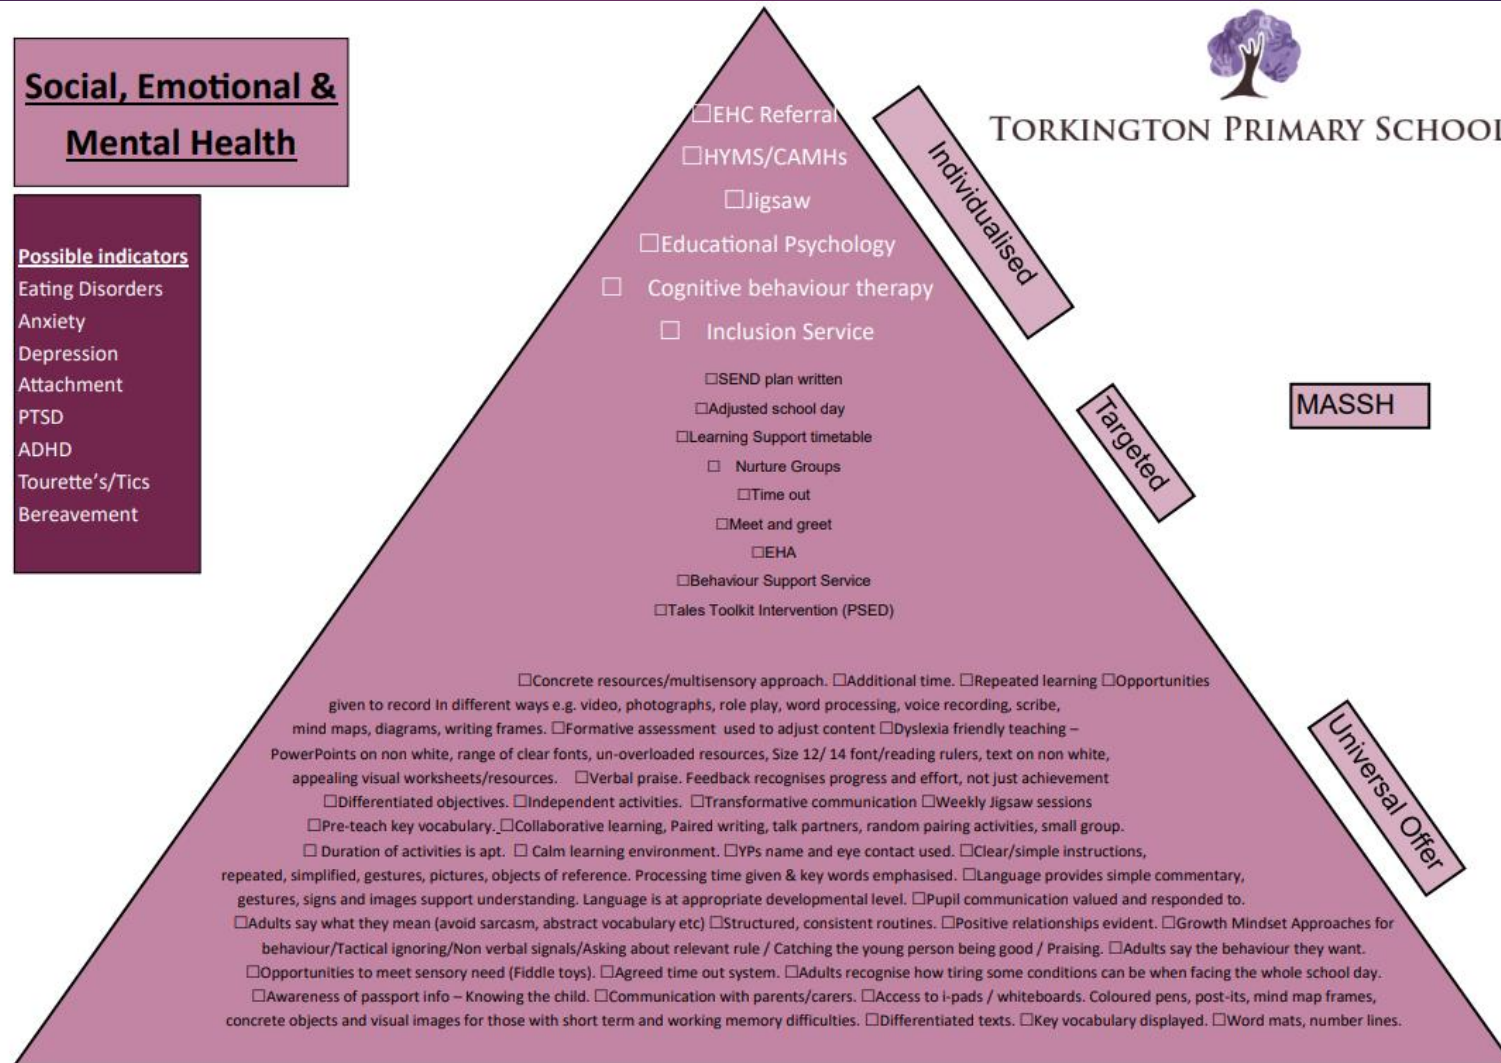 Social, Emotional &
Mental Health
Possible indicators
Eating Disorders
Anxiety
Depression
Attachment
PTSD
ADHD
Tourette's/Tics
Bereavement
TORKINGTON PRIMARY SCHOOL
☐EHC Referral
☐HYMS/CAMHs
☐Jigsaw
☐Educational Psychology
☐ Cognitive behaviour therapy
☐ Inclusion Service
Individualised
☐SEND plan written
☐Adjusted school day
☐Learning Support timetable
☐ Nurture Groups
☐Time out
☐Meet and greet
☐EHA
☐Behaviour Support Service
☐Tales Toolkit Intervention (PSED)
Targeted
MASSH
☐Concrete resources/multisensory approach. ☐Additional time. ☐Repeated learning ☐Opportunities
given to record In different ways e.g. video, photographs, role play, word processing, voice recording, scribe,
mind maps, diagrams, writing frames. ☐Formative assessment used to adjust content ☐Dyslexia friendly teaching –
PowerPoints on non white, range of clear fonts, un-overloaded resources, Size 12/ 14 font/reading rulers, text on non white,
appealing visual worksheets/resources. ☐Verbal praise. Feedback recognises progress and effort, not just achievement
☐Differentiated objectives. ☐Independent activities. ☐Transformative communication ☐Weekly Jigsaw sessions
☐Pre-teach key vocabulary. ☐Collaborative learning, Paired writing, talk partners, random pairing activities, small group.
☐ Duration of activities is apt. ☐ Calm learning environment. ☐YPs name and eye contact used. ☐Clear/simple instructions,
repeated, simplified, gestures, pictures, objects of reference. Processing time given & key words emphasised. ☐Language provides simple commentary,
gestures, signs and images support understanding. Language is at appropriate developmental level. ☐Pupil communication valued and responded to.
☐Adults say what they mean (avoid sarcasm, abstract vocabulary etc) ☐Structured, consistent routines. ☐Positive relationships evident. ☐Growth Mindset Approaches for
behaviour/Tactical ignoring/Non verbal signals/Asking about relevant rule / Catching the young person being good / Praising. ☐Adults say the behaviour they want.
☐Opportunities to meet sensory need (Fiddle toys). ☐Agreed time out system. ☐Adults recognise how tiring some conditions can be when facing the whole school day.
☐Awareness of passport info – Knowing the child. ☐Communication with parents/carers. ☐Access to i-pads / whiteboards. Coloured pens, post-its, mind map frames,
concrete objects and visual images for those with short term and working memory difficulties. ☐Differentiated texts. ☐Key vocabulary displayed. ☐Word mats, number lines.
Universal Offer